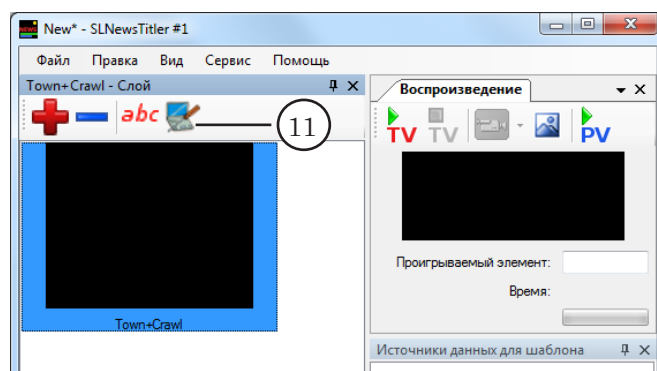 New* - SLNewsTitler #1
Файл Правка Вид Сервис Помощь
Town+Crawl - Слой
abc
11
Town+Crawl
Воспроизведение
TV TV PV
Проигрываемый элемент:
Время:
Источники данных для шаблона